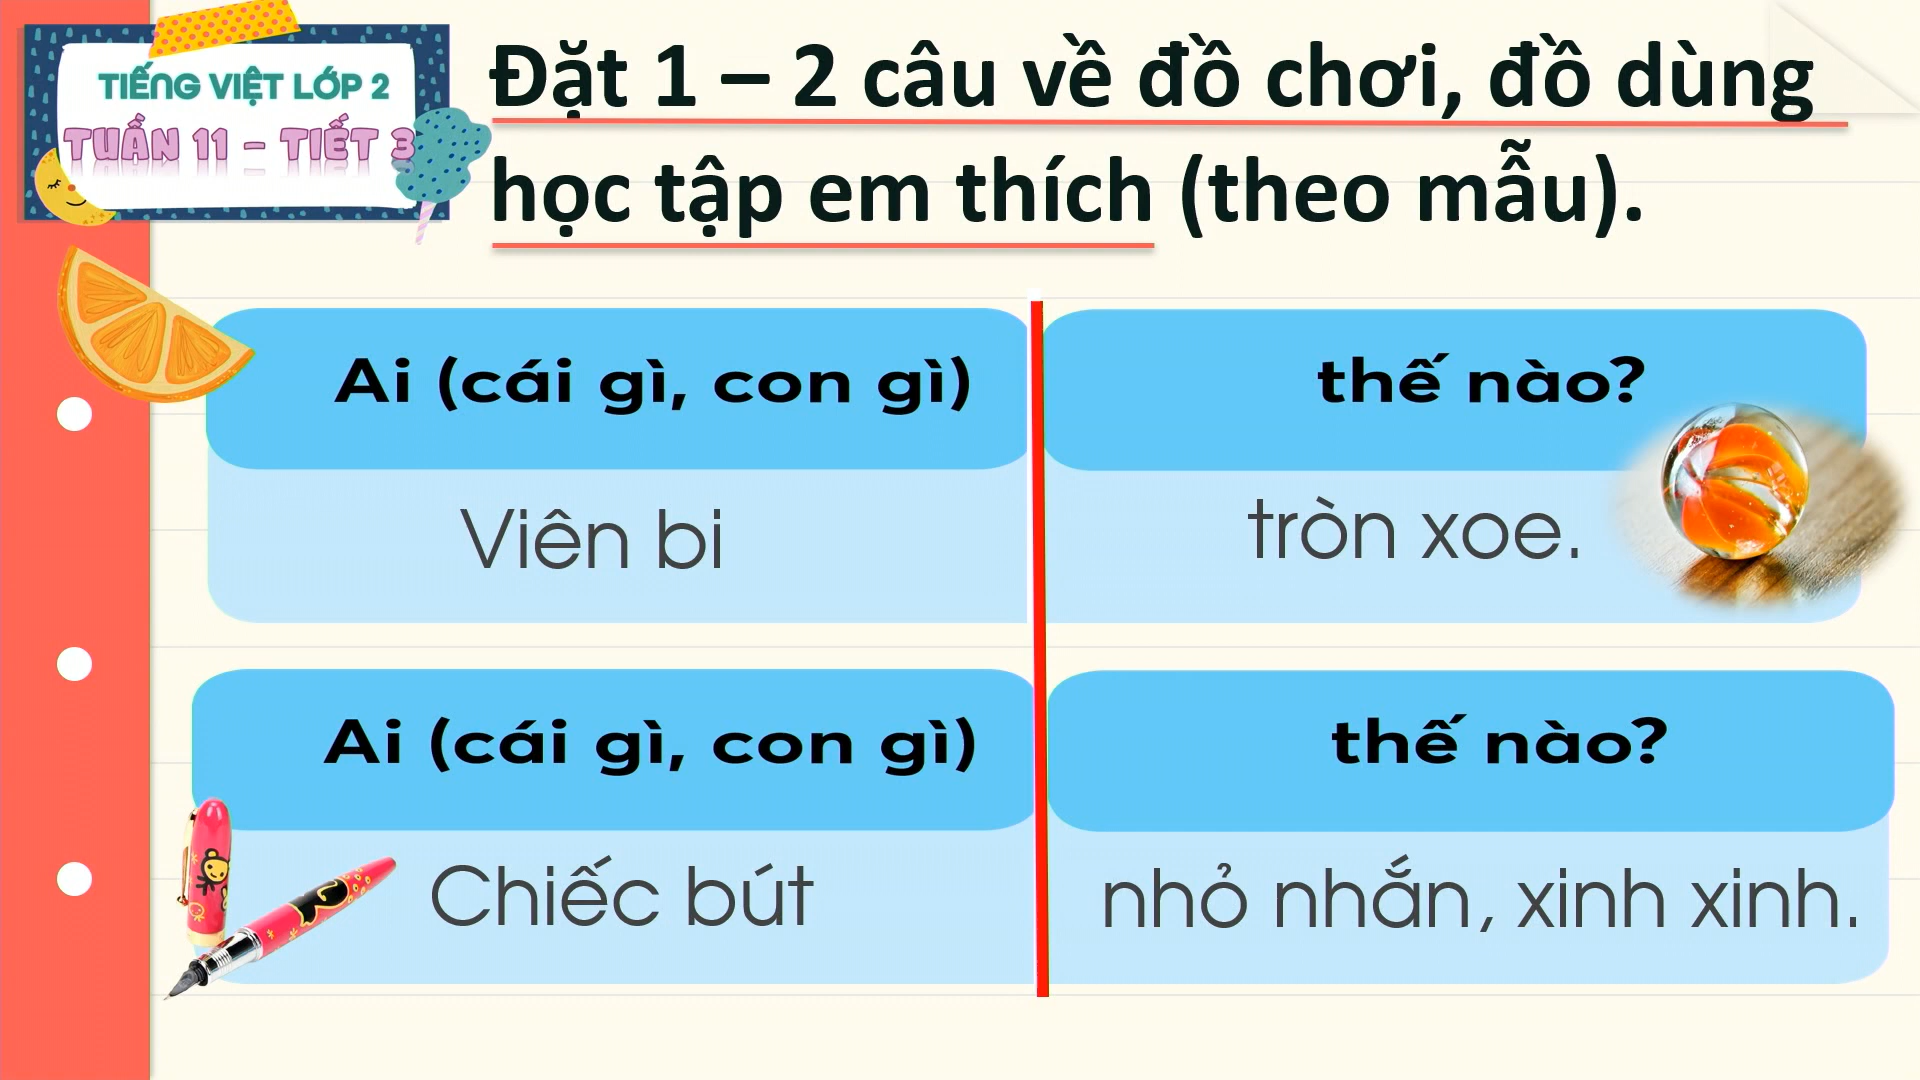 TIẾNG VIỆT LỚP 2
TUẦN 11 - TIẾT 3
Đặt 1 – 2 câu về đồ chơi, đồ dùng
học tập em thích (theo mẫu).
Ai (cái gì, con gì)
thế nào?
Viên bi
tròn xoe.
Ai (cái gì, con gì)
thế nào?
Chiếc bút
nhỏ nhắn, xinh xinh.